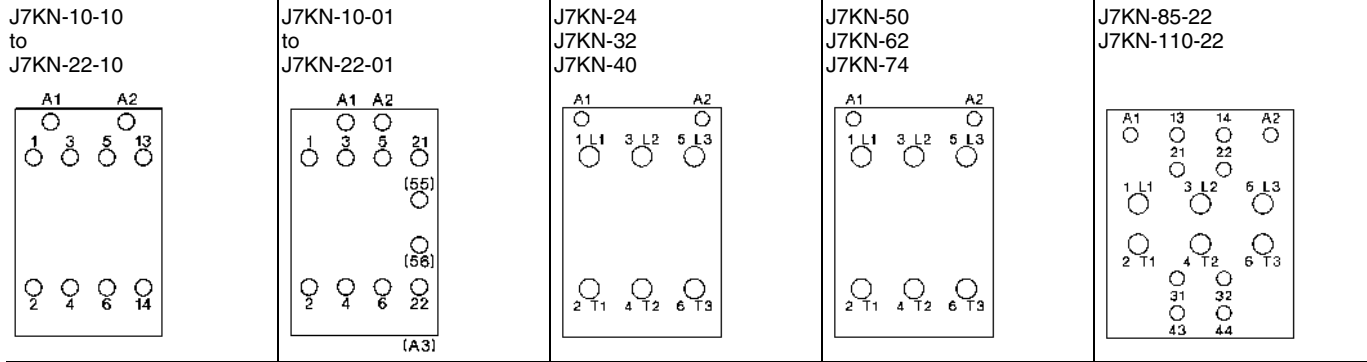 J7KN-10-10
to
J7KN-22-10
A1 A2
1 3 5 13
2 4 6 14
J7KN-10-01
to
J7KN-22-01
A1 A2
1 3 5 21
(55)
(56)
2 4 6 22
(A3)
J7KN-24
J7KN-32
J7KN-40
A1 A2
1 L1 3 L2 5 L3
2 T1 4 T2 6 T3
J7KN-50
J7KN-62
J7KN-74
A1 A2
1 L1 3 L2 5 L3
2 T1 4 T2 6 T3
J7KN-85-22
J7KN-110-22
A1 13 14 A2
21 22
1 L1 3 L2 5 L3
2 T1 4 T2 6 T3
31 32
43 44